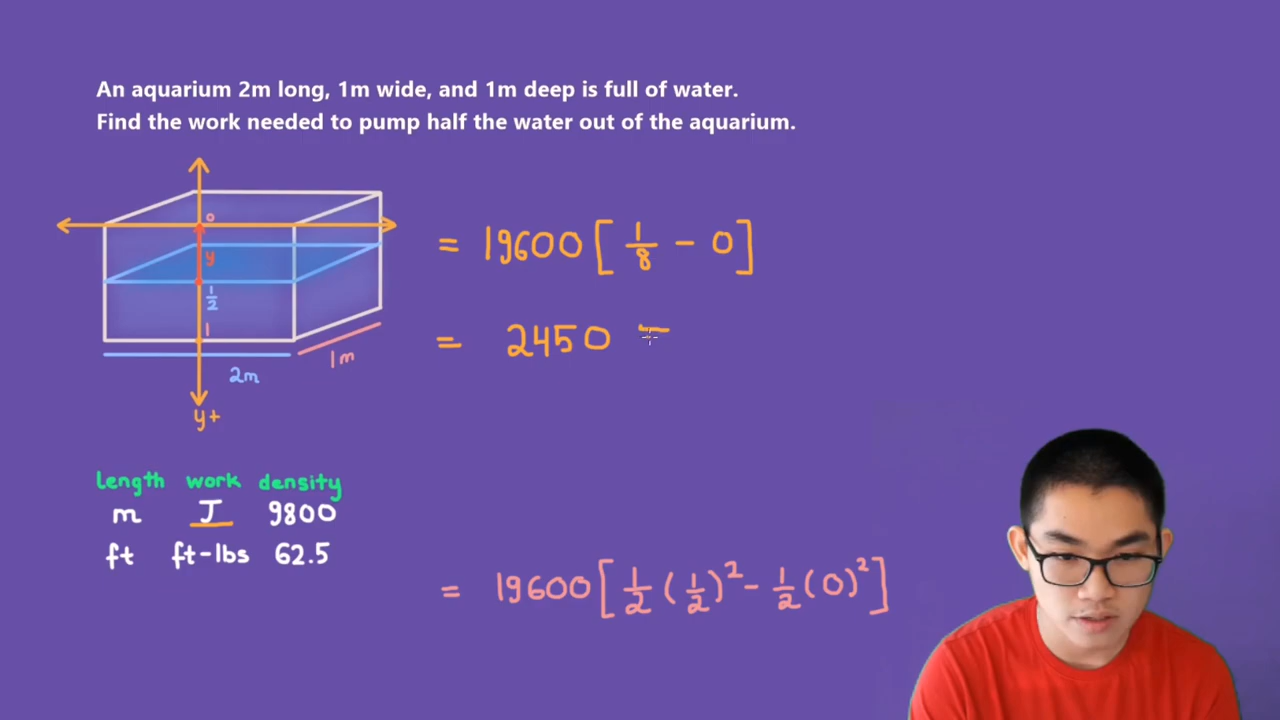 An aquarium 2m long, 1m wide, and 1m deep is full of water.
Find the work needed to pump half the water out of the aquarium.
0
y
1/2
1
1m
2m
y+
= 19600 [ 1/8 - 0 ]
= 2450
length work density
m J 9800
ft ft-lbs 62.5
= 19600 [ 1/2 (1/2)² - 1/2 (0)² ]